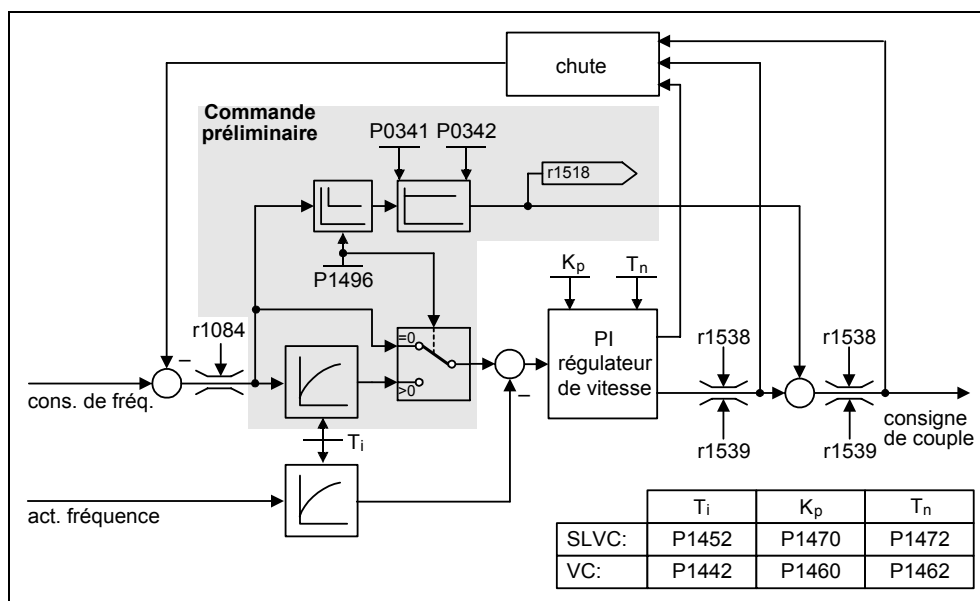 chute
Commande
préliminaire
P0341 P0342
r1518
P1496
Kp Tn
r1084
=0
>0
PI
régulateur
de vitesse
r1538 r1538
cons. de fréq.
Ti
r1539 r1539
consigne
de couple
act. fréquence
Ti Kp Tn
SLVC: P1452 P1470 P1472
VC: P1442 P1460 P1462